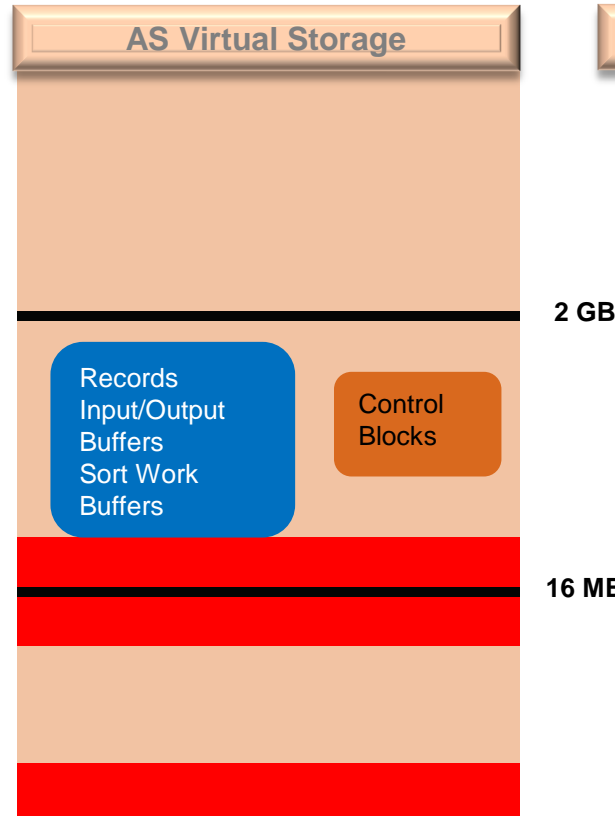 AS Virtual Storage
2 GB
Records
Input/Output
Buffers
Sort Work
Buffers
Control
Blocks
16 MB